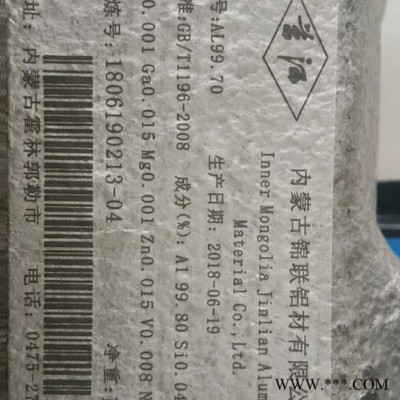 内蒙古锦联铝材有限公
Inner Mongolia Jinlian Alum
Material Co.,Ltd.
生产日期: 2018-06-19
号:AL99.70
准:GB/T1196-2008 成分(%):Al 99.80 Si0.04
0.001 Ga0.015 Mg0.001 Zn0.015 V0.008 N
炼号: 1806190213-04 净重:
址: 内蒙古霍林郭勒市 电话: 0475-27
www.***.COM